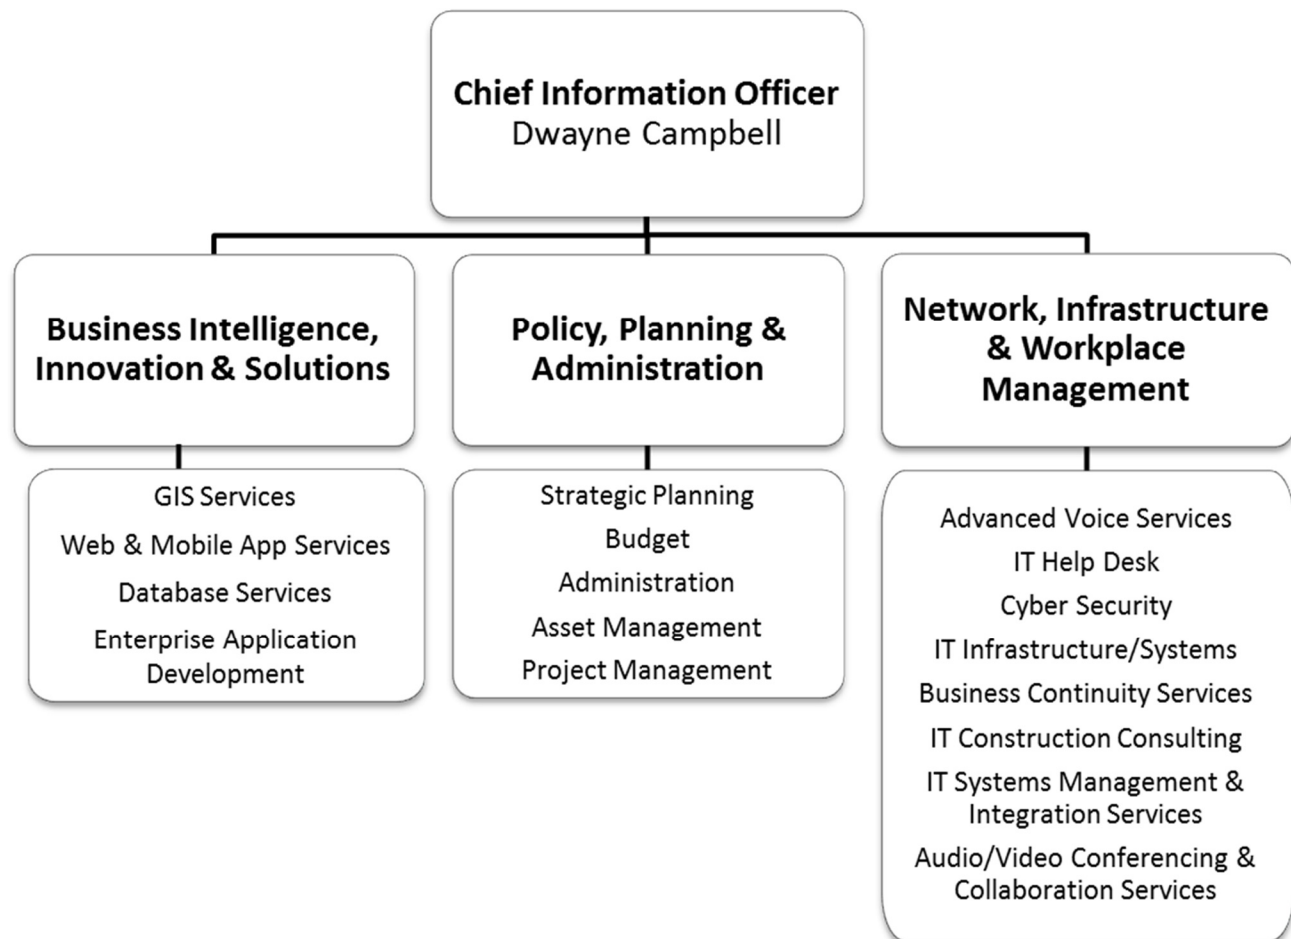 Chief Information Officer
Dwayne Campbell
Business Intelligence,
Innovation & Solutions
Policy, Planning &
Administration
Network, Infrastructure
& Workplace
Management
GIS Services
Web & Mobile App Services
Database Services
Enterprise Application
Development
Strategic Planning
Budget
Administration
Asset Management
Project Management
Advanced Voice Services
IT Help Desk
Cyber Security
IT Infrastructure/Systems
Business Continuity Services
IT Construction Consulting
IT Systems Management &
Integration Services
Audio/Video Conferencing &
Collaboration Services